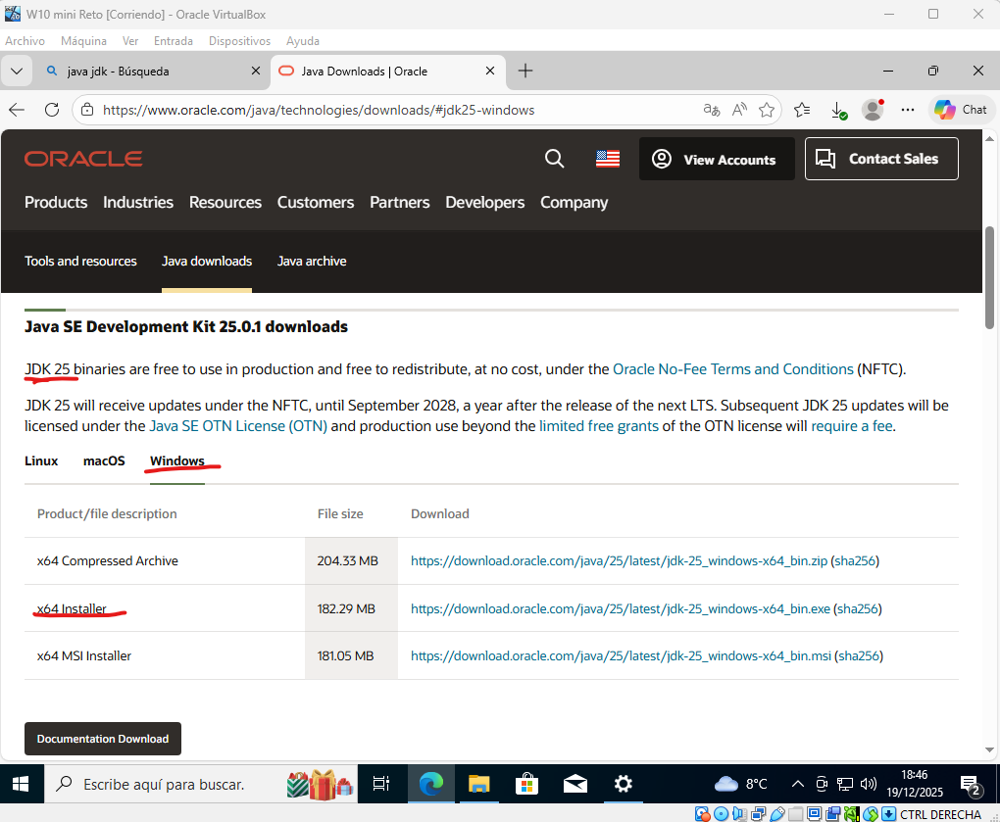 W10 mini Reto [Corriendo] - Oracle VirtualBox
Archivo Máquina Ver Entrada Dispositivos Ayuda
java jdk - Búsqueda
Java Downloads | Oracle
https://www.oracle.com/java/technologies/downloads/#jdk25-windows
Chat
ORACLE
View Accounts
Contact Sales
Products Industries Resources Customers Partners Developers Company
Tools and resources Java downloads Java archive
Java SE Development Kit 25.0.1 downloads
JDK 25 binaries are free to use in production and free to redistribute, at no cost, under the Oracle No-Fee Terms and Conditions (NFTC).
JDK 25 will receive updates under the NFTC, until September 2028, a year after the release of the next LTS. Subsequent JDK 25 updates will be
licensed under the Java SE OTN License (OTN) and production use beyond the limited free grants of the OTN license will require a fee.
Linux macOS Windows
Product/file description File size Download
x64 Compressed Archive 204.33 MB https://download.oracle.com/java/25/latest/jdk-25_windows-x64_bin.zip (sha256)
x64 Installer 182.29 MB https://download.oracle.com/java/25/latest/jdk-25_windows-x64_bin.exe (sha256)
x64 MSI Installer 181.05 MB https://download.oracle.com/java/25/latest/jdk-25_windows-x64_bin.msi (sha256)
Documentation Download
Escribe aquí para buscar.
8°C
18:46
19/12/2025
2
CTRL DERECHA